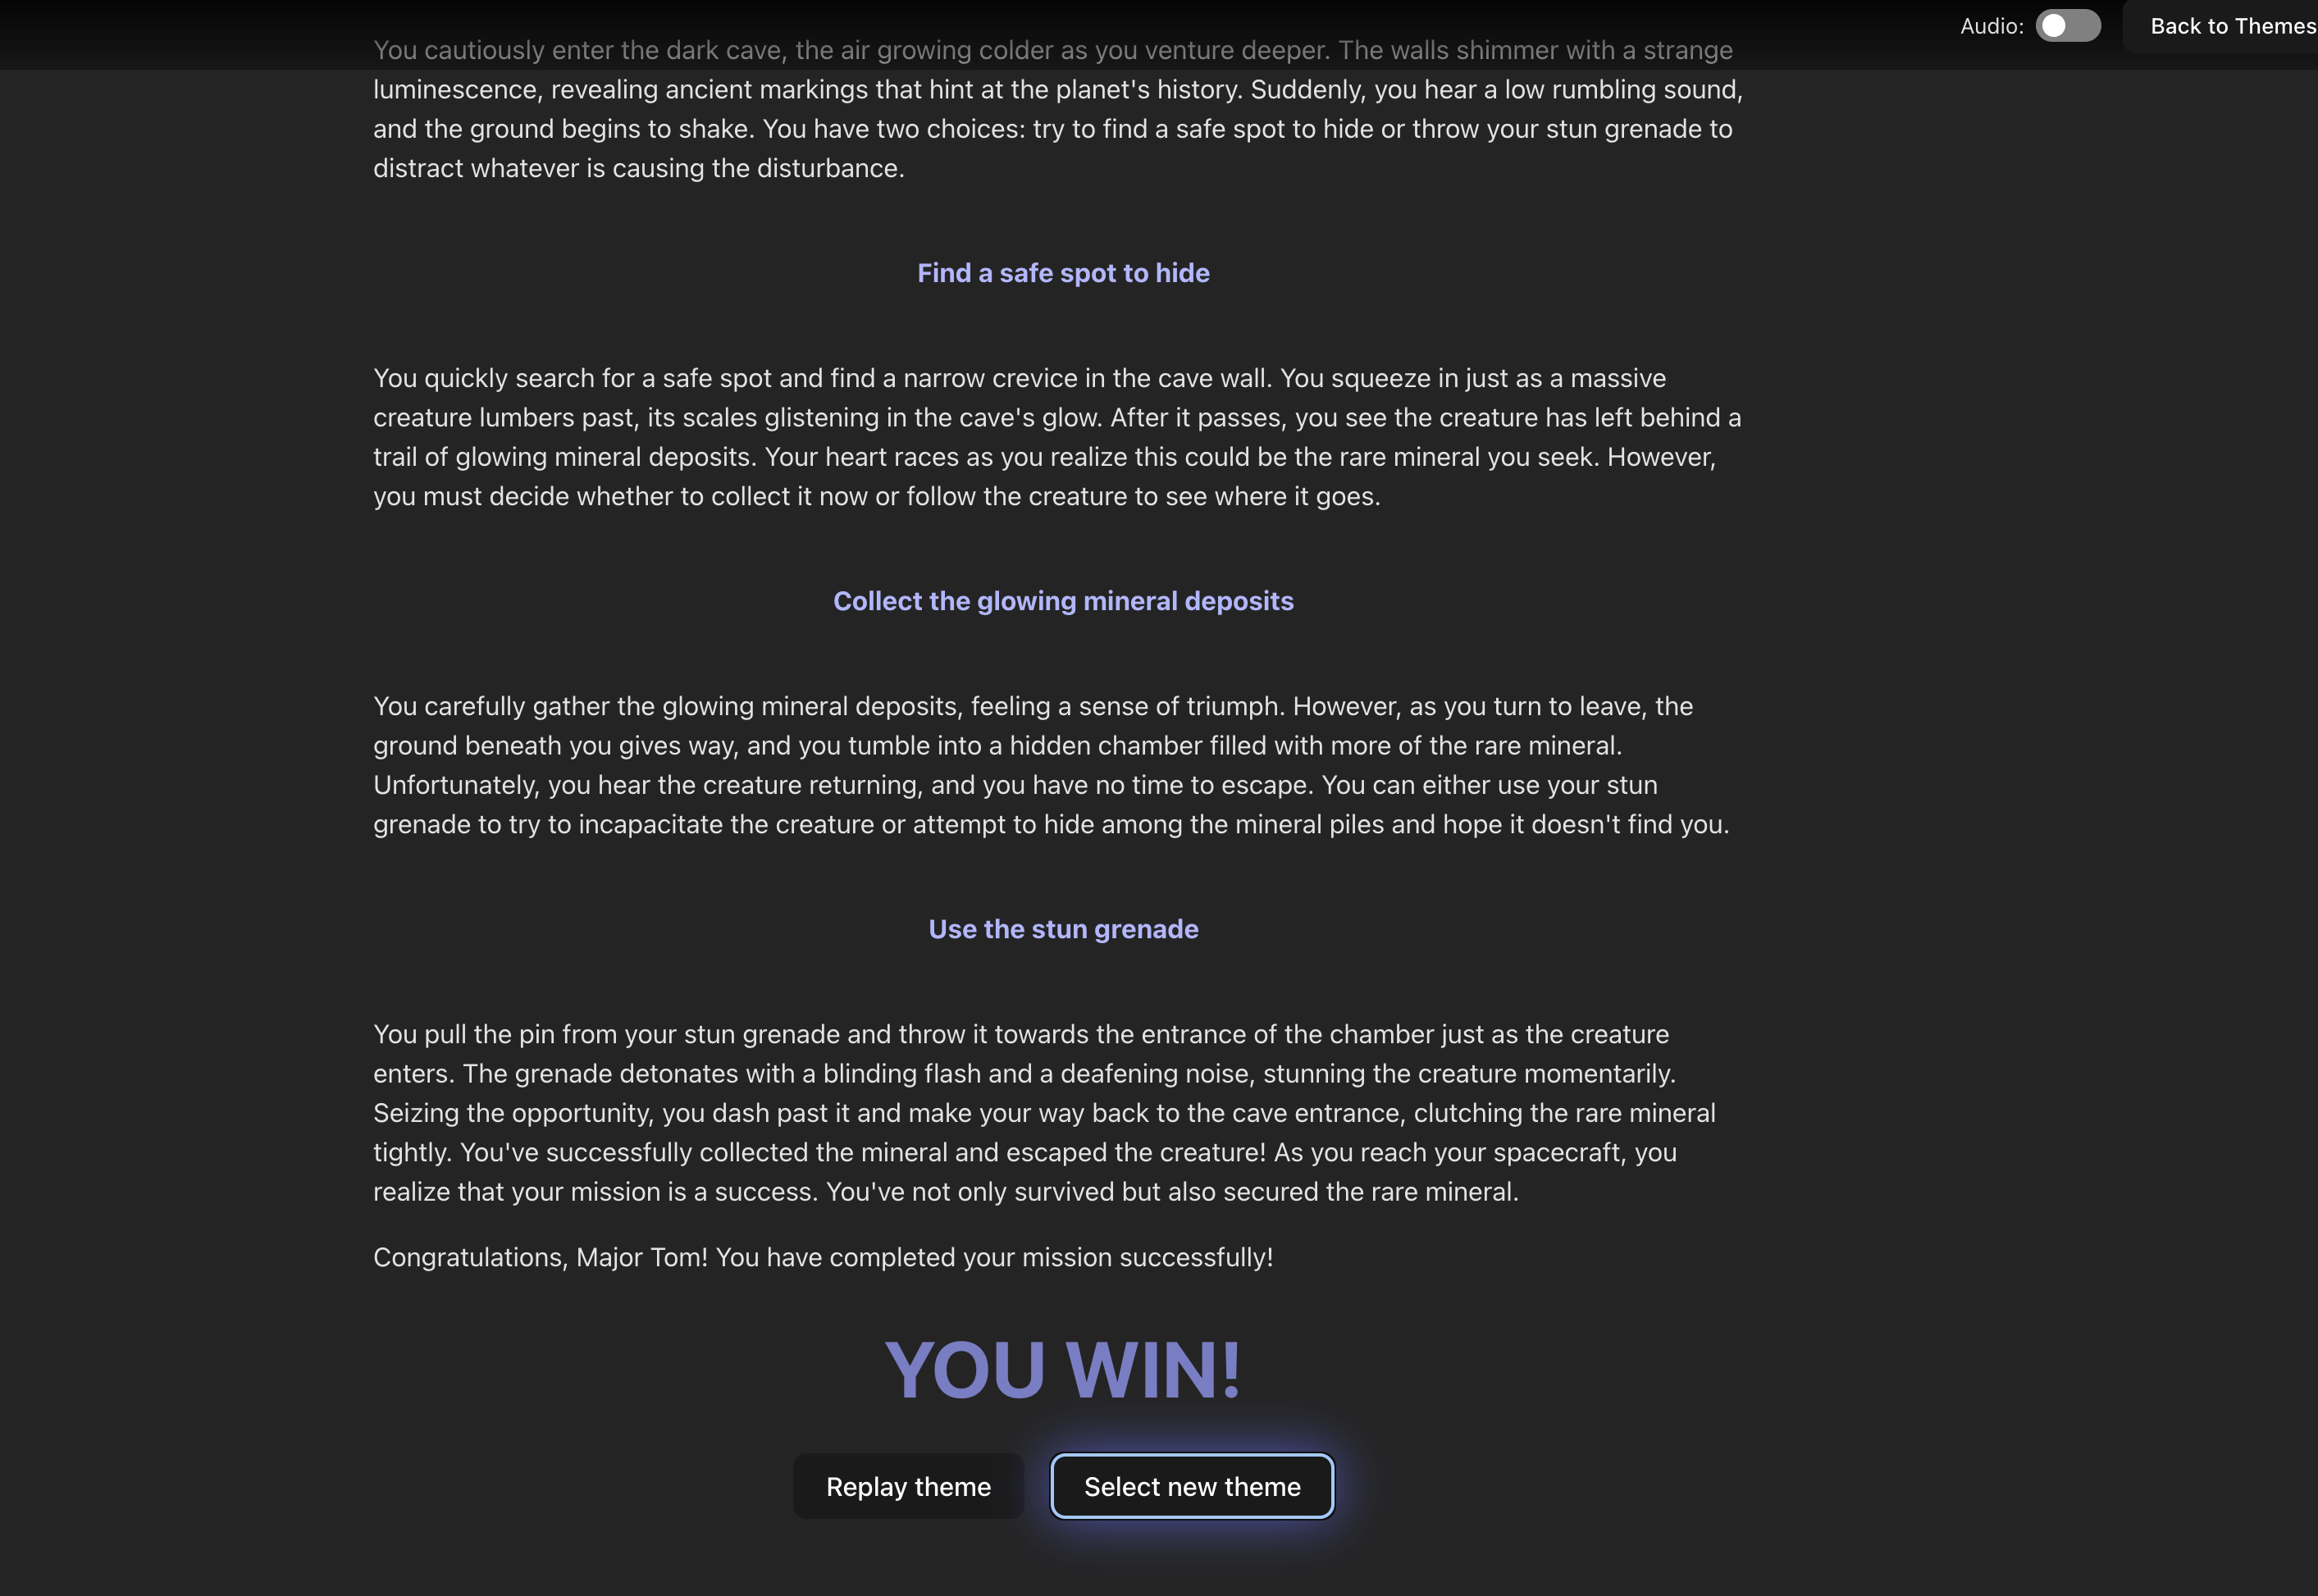 Audio:
Back to Themes
You cautiously enter the dark cave, the air growing colder as you venture deeper. The walls shimmer with a strange
luminescence, revealing ancient markings that hint at the planet's history. Suddenly, you hear a low rumbling sound,
and the ground begins to shake. You have two choices: try to find a safe spot to hide or throw your stun grenade to
distract whatever is causing the disturbance.
Find a safe spot to hide
You quickly search for a safe spot and find a narrow crevice in the cave wall. You squeeze in just as a massive
creature lumbers past, its scales glistening in the cave's glow. After it passes, you see the creature has left behind a
trail of glowing mineral deposits. Your heart races as you realize this could be the rare mineral you seek. However,
you must decide whether to collect it now or follow the creature to see where it goes.
Collect the glowing mineral deposits
You carefully gather the glowing mineral deposits, feeling a sense of triumph. However, as you turn to leave, the
ground beneath you gives way, and you tumble into a hidden chamber filled with more of the rare mineral.
Unfortunately, you hear the creature returning, and you have no time to escape. You can either use your stun
grenade to try to incapacitate the creature or attempt to hide among the mineral piles and hope it doesn't find you.
Use the stun grenade
You pull the pin from your stun grenade and throw it towards the entrance of the chamber just as the creature
enters. The grenade detonates with a blinding flash and a deafening noise, stunning the creature momentarily.
Seizing the opportunity, you dash past it and make your way back to the cave entrance, clutching the rare mineral
tightly. You've successfully collected the mineral and escaped the creature! As you reach your spacecraft, you
realize that your mission is a success. You've not only survived but also secured the rare mineral.
Congratulations, Major Tom! You have completed your mission successfully!
YOU WIN!
Replay theme
Select new theme